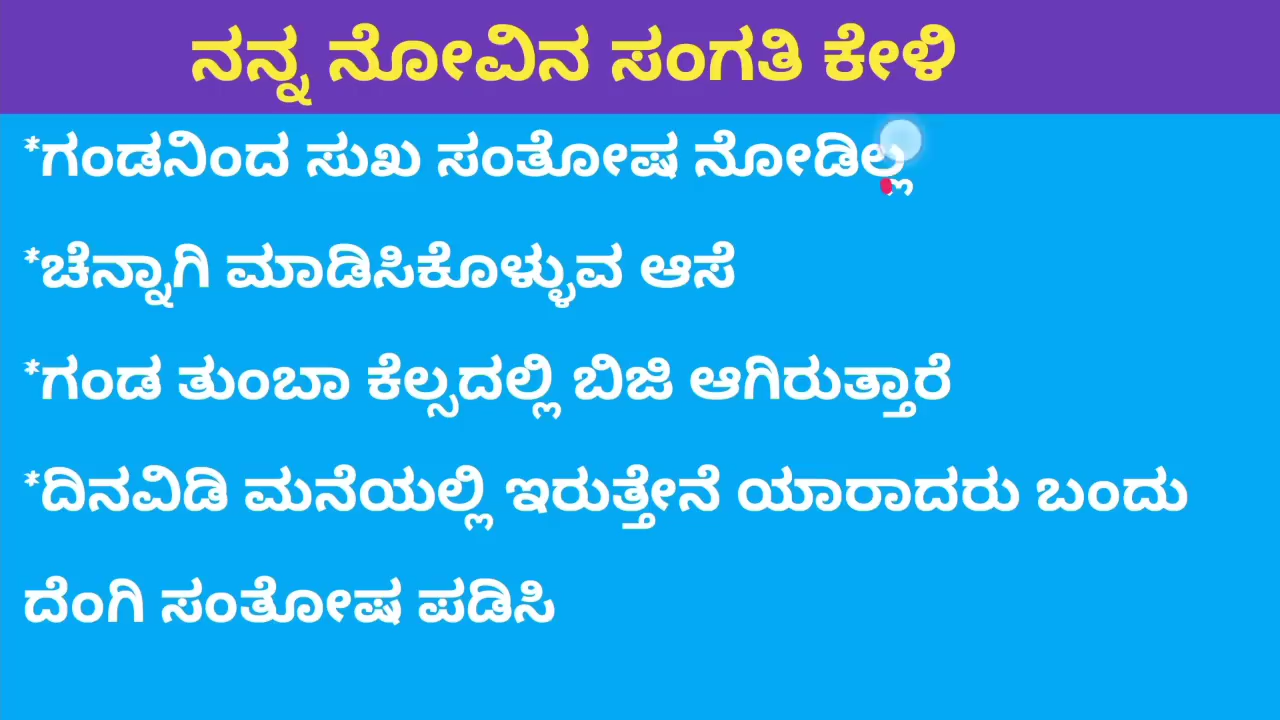 ನನ್ನ ನೋವಿನ ಸಂಗತಿ ಕೇಳಿ
*ಗಂಡನಿಂದ ಸುಖ ಸಂತೋಷ ನೋಡಿಲ್ಲ
*ಚೆನ್ನಾಗಿ ಮಾಡಿಸಿಕೊಳ್ಳುವ ಆಸೆ
*ಗಂಡ ತುಂಬಾ ಕೆಲ್ಸದಲ್ಲಿ ಬಿಜಿ ಆಗಿರುತ್ತಾರೆ
*ದಿನವಿಡಿ ಮನೆಯಲ್ಲಿ ಇರುತ್ತೇನೆ ಯಾರಾದರು ಬಂದು
ದೆಂಗಿ ಸಂತೋಷ ಪಡಿಸಿ